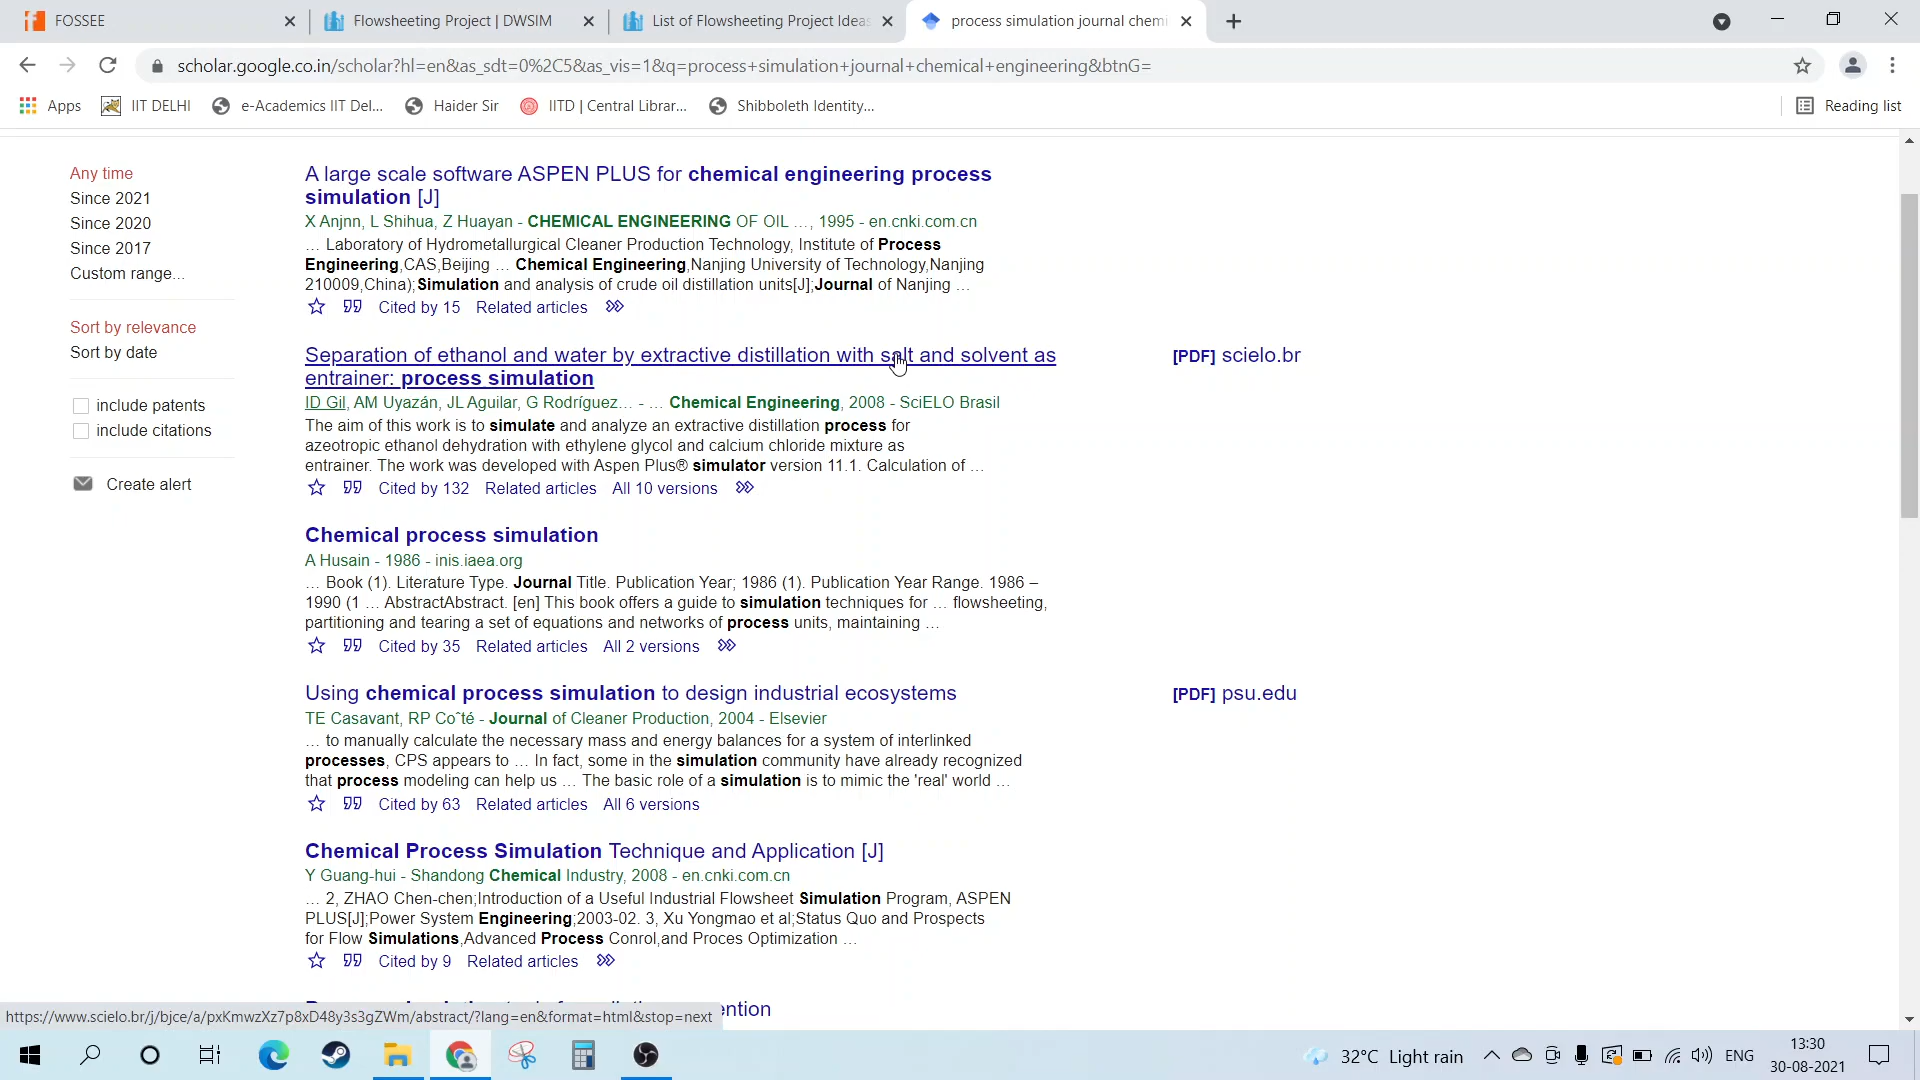 FOSSEE
Flowsheeting Project | DWSIM
List of Flowsheeting Project Ideas
process simulation journal chemi
scholar.google.co.in/scholar?hl=en&as_sdt=0%2C5&as_vis=1&q=process+simulation+journal+chemical+engineering&btnG=
Apps
IIT DELHI
e-Academics IIT Del...
Haider Sir
IITD | Central Librar...
Shibboleth Identity...
Reading list
Any time
Since 2021
Since 2020
Since 2017
Custom range...
Sort by relevance
Sort by date
include patents
include citations
Create alert
A large scale software ASPEN PLUS for chemical engineering process
simulation [J]
X Anjnn, L Shihua, Z Huayan - CHEMICAL ENGINEERING OF OIL …, 1995 - en.cnki.com.cn
… Laboratory of Hydrometallurgical Cleaner Production Technology, Institute of Process
Engineering,CAS,Beijing … Chemical Engineering,Nanjing University of Technology,Nanjing
210009,China);Simulation and analysis of crude oil distillation units[J];Journal of Nanjing …
Cited by 15 Related articles
Separation of ethanol and water by extractive distillation with salt and solvent as
entrainer: process simulation
[PDF] scielo.br
ID Gil, AM Uyazán, JL Aguilar, G Rodríguez… - … Chemical Engineering, 2008 - SciELO Brasil
The aim of this work is to simulate and analyze an extractive distillation process for
azeotropic ethanol dehydration with ethylene glycol and calcium chloride mixture as
entrainer. The work was developed with Aspen Plus® simulator version 11.1. Calculation of …
Cited by 132 Related articles All 10 versions
Chemical process simulation
A Husain - 1986 - inis.iaea.org
… Book (1). Literature Type. Journal Title. Publication Year; 1986 (1). Publication Year Range. 1986 –
1990 (1 … AbstractAbstract. [en] This book offers a guide to simulation techniques for … flowsheeting,
partitioning and tearing a set of equations and networks of process units, maintaining …
Cited by 35 Related articles All 2 versions
Using chemical process simulation to design industrial ecosystems
[PDF] psu.edu
TE Casavant, RP Co^té - Journal of Cleaner Production, 2004 - Elsevier
… to manually calculate the necessary mass and energy balances for a system of interlinked
processes, CPS appears to … In fact, some in the simulation community have already recognized
that process modeling can help us … The basic role of a simulation is to mimic the 'real' world …
Cited by 63 Related articles All 6 versions
Chemical Process Simulation Technique and Application [J]
Y Guang-hui - Shandong Chemical Industry, 2008 - en.cnki.com.cn
… 2, ZHAO Chen-chen;Introduction of a Useful Industrial Flowsheet Simulation Program, ASPEN
PLUS[J];Power System Engineering;2003-02. 3, Xu Yongmao et al;Status Quo and Prospects
for Flow Simulations,Advanced Process Conrol,and Proces Optimization …
Cited by 9 Related articles
https://www.scielo.br/j/bjce/a/pxKmwzXz7p8xD48y3s3gZWm/abstract/?lang=en&format=html&stop=next
32°C Light rain
ENG
13:30
30-08-2021